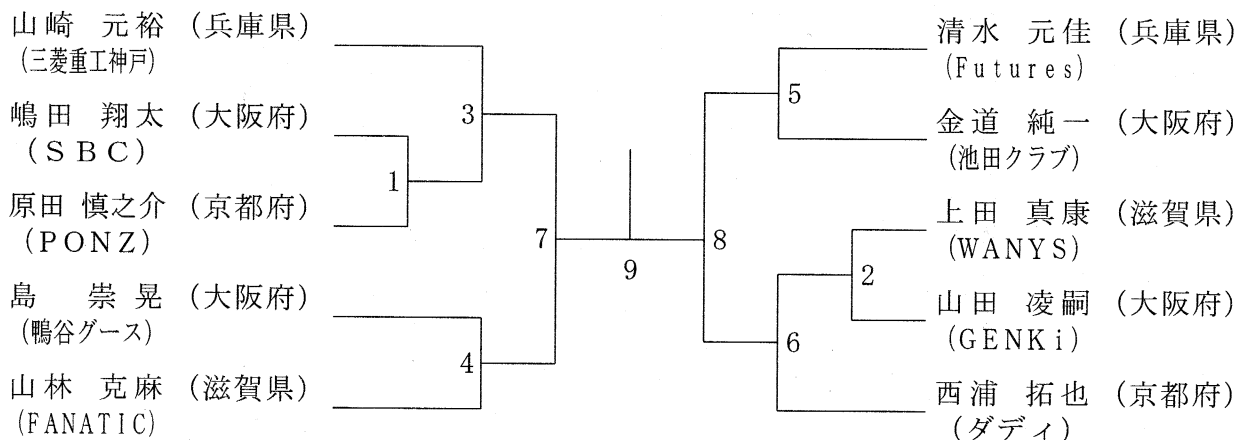 山崎 元裕 (兵庫県)
(三菱重工神戸)
嶋田 翔太 (大阪府)
(SBC)
原田 慎之介 (京都府)
(PONZ)
島 崇晃 (大阪府)
(鴨谷グース)
山林 克麻 (滋賀県)
(FANATIC)
3
1
7
4
9
清水 元佳 (兵庫県)
(Futures)
金道 純一 (大阪府)
(池田クラブ)
上田 真康 (滋賀県)
(WANYS)
山田 凌嗣 (大阪府)
(GENKi)
西浦 拓也 (京都府)
(ダディ)
5
8
2
6